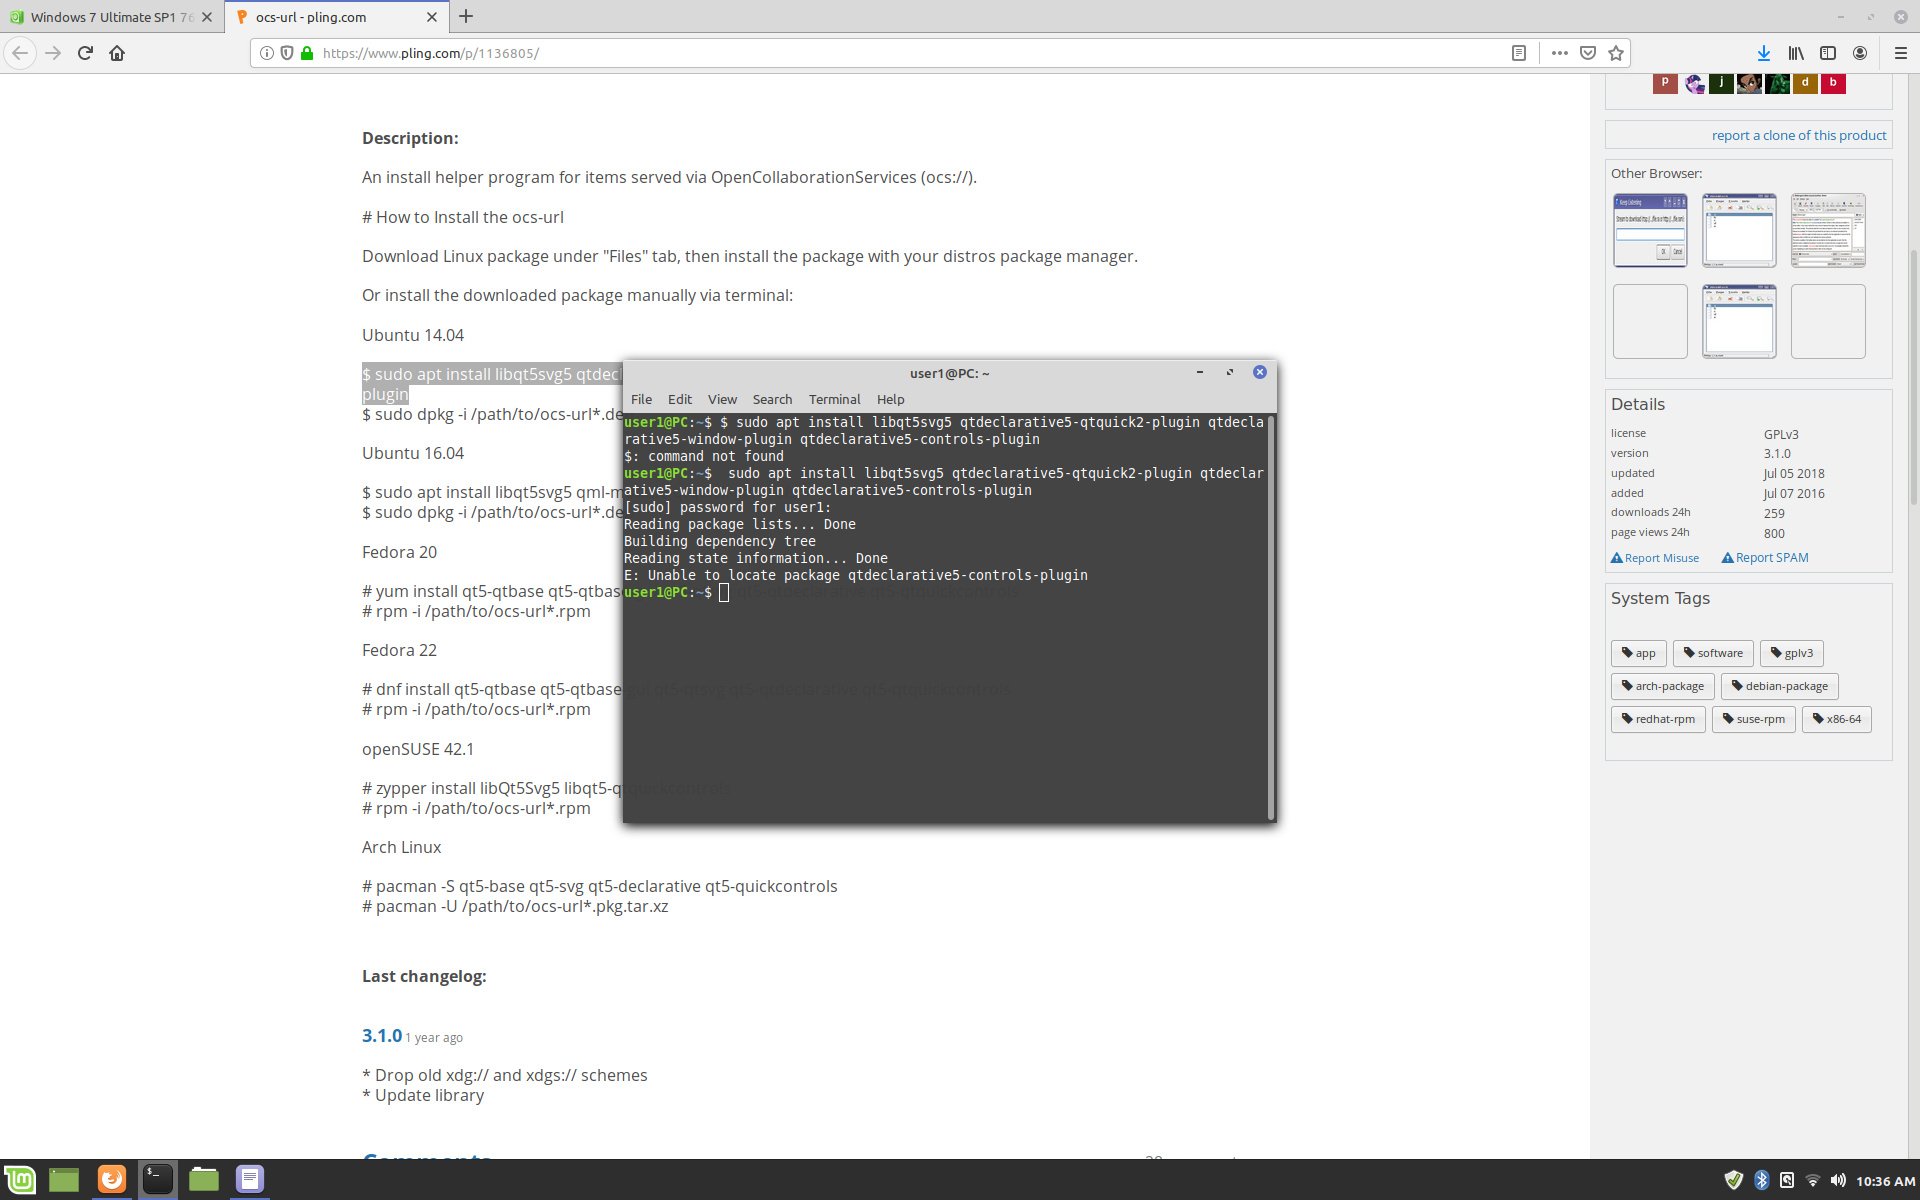 Windows 7 Ultimate SP1 76
ocs-url - pling.com
https://www.pling.com/p/1136805/
p j d b
report a clone of this product
Description:
An install helper program for items served via OpenCollaborationServices (ocs://).
# How to Install the ocs-url
Download Linux package under "Files" tab, then install the package with your distros package manager.
Or install the downloaded package manually via terminal:
Ubuntu 14.04
$ sudo apt install libqt5svg5 qtdecl
plugin
$ sudo dpkg -i /path/to/ocs-url*.de
Ubuntu 16.04
$ sudo apt install libqt5svg5 qml-m
$ sudo dpkg -i /path/to/ocs-url*.de
Fedora 20
# yum install qt5-qtbase qt5-qtbas
# rpm -i /path/to/ocs-url*.rpm
Fedora 22
# dnf install qt5-qtbase qt5-qtbase-gui qt5-qtsvg qt5-qtdeclarative qt5-qtquickcontrols
# rpm -i /path/to/ocs-url*.rpm
openSUSE 42.1
# zypper install libQt5Svg5 libqt5-qtquickcontrols
# rpm -i /path/to/ocs-url*.rpm
Arch Linux
# pacman -S qt5-base qt5-svg qt5-declarative qt5-quickcontrols
# pacman -U /path/to/ocs-url*.pkg.tar.xz
Last changelog:
3.1.0 1 year ago
* Drop old xdg:// and xdgs:// schemes
* Update library
user1@PC: ~
File Edit View Search Terminal Help
user1@PC:~$ $ sudo apt install libqt5svg5 qtdeclarative5-qtquick2-plugin qtdecla
rative5-window-plugin qtdeclarative5-controls-plugin
$: command not found
user1@PC:~$  sudo apt install libqt5svg5 qtdeclarative5-qtquick2-plugin qtdeclar
ative5-window-plugin qtdeclarative5-controls-plugin
[sudo] password for user1:
Reading package lists... Done
Building dependency tree
Reading state information... Done
E: Unable to locate package qtdeclarative5-controls-plugin
user1@PC:~$
Other Browser:
Details
license GPLv3
version 3.1.0
updated Jul 05 2018
added Jul 07 2016
downloads 24h 259
page views 24h 800
Report Misuse Report SPAM
System Tags
app software gplv3
arch-package debian-package
redhat-rpm suse-rpm x86-64
10:36 AM